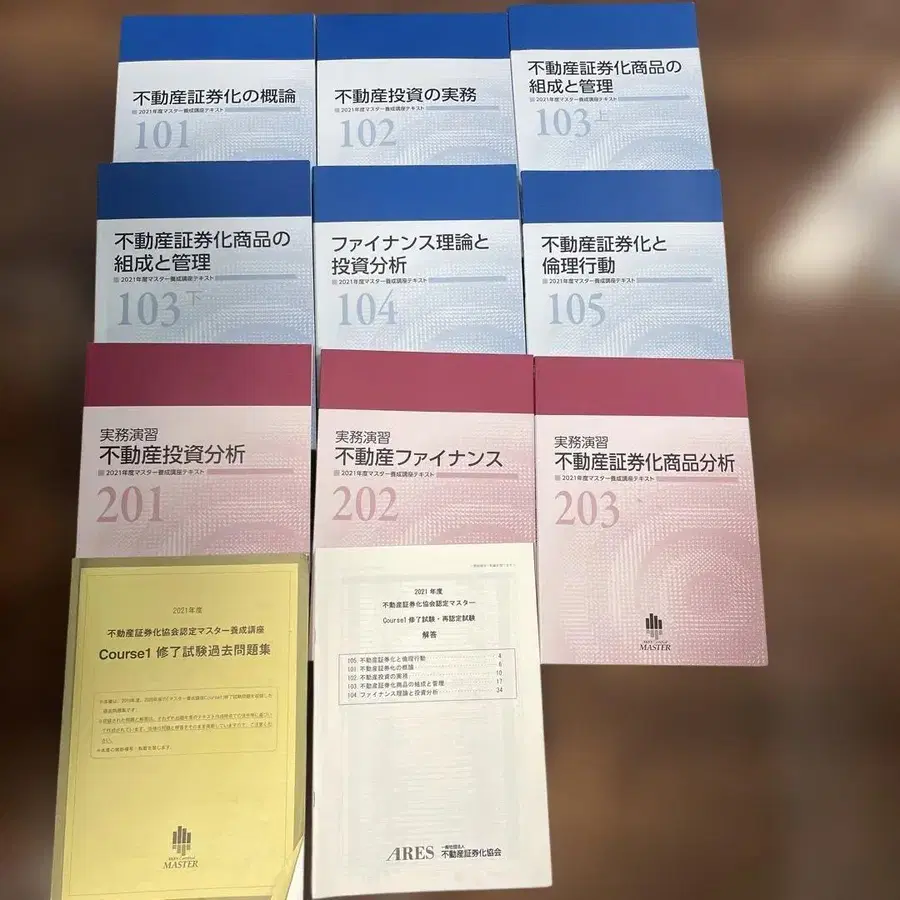 不動産証券化の概論
2021年度マスター養成講座テキスト
101
不動産投資の実務
2021年度マスター養成講座テキスト
102
不動産証券化商品の
組成と管理
2021年度マスター養成講座テキスト
103上
不動産証券化商品の
組成と管理
2021年度マスター養成講座テキスト
103下
ファイナンス理論と
投資分析
2021年度マスター養成講座テキスト
104
不動産証券化と
倫理行動
2021年度マスター養成講座テキスト
105
実務演習
不動産投資分析
2021年度マスター養成講座テキスト
201
実務演習
不動産ファイナンス
2021年度マスター養成講座テキスト
202
実務演習
不動産証券化商品分析
2021年度マスター養成講座テキスト
203
MASTER
2021年度
不動産証券化協会認定マスター養成講座
Course1 修了試験過去問題集
MASTER
2021年度
不動産証券化協会認定マスター
Course1 修了試験・再認定試験
解答
105 不動産証券化と倫理行動 4
101 不動産証券化の概論 6
102 不動産投資の実務 10
103 不動産証券化商品の組成と管理 17
104 ファイナンス理論と投資分析 24
ARES 一般社団法人
不動産証券化協会